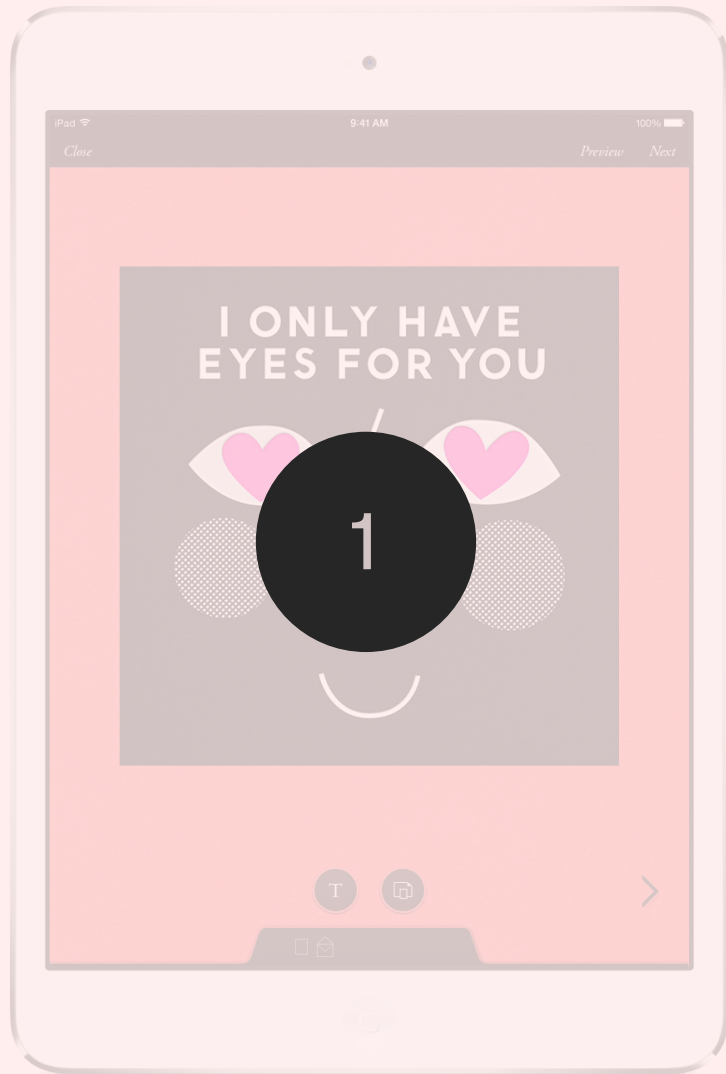 iPad 9:41 AM 100%
Close Preview Next
I ONLY HAVE
EYES FOR YOU
1
T